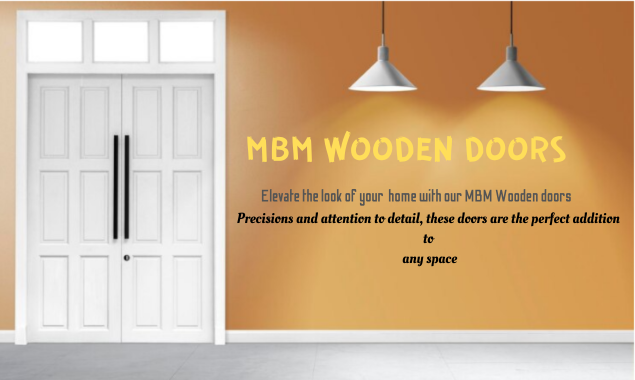 MBM WOODEN DOORS
Elevate the look of your home with our MBM Wooden doors
Precisions and attention to detail, these doors are the perfect addition
to
any space